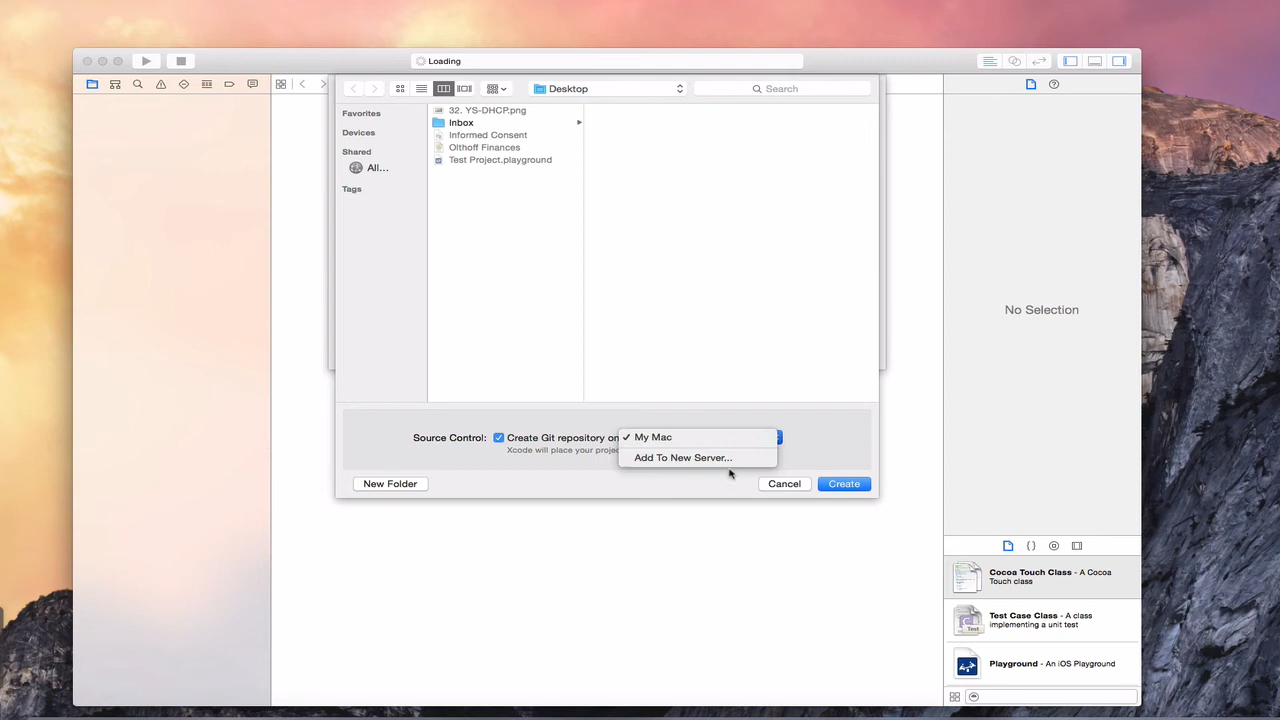 Loading
Desktop
Search
Favorites
Devices
Shared
All...
Tags
32. YS-DHCP.png
Inbox
Informed Consent
Olthoff Finances
Test Project.playground
No Selection
Source Control:
Create Git repository on
My Mac
Xcode will place your projec
Add To New Server...
New Folder
Cancel
Create
Cocoa Touch Class - A Cocoa
Touch class
Test
Test Case Class - A class
implementing a unit test
Playground - An iOS Playground